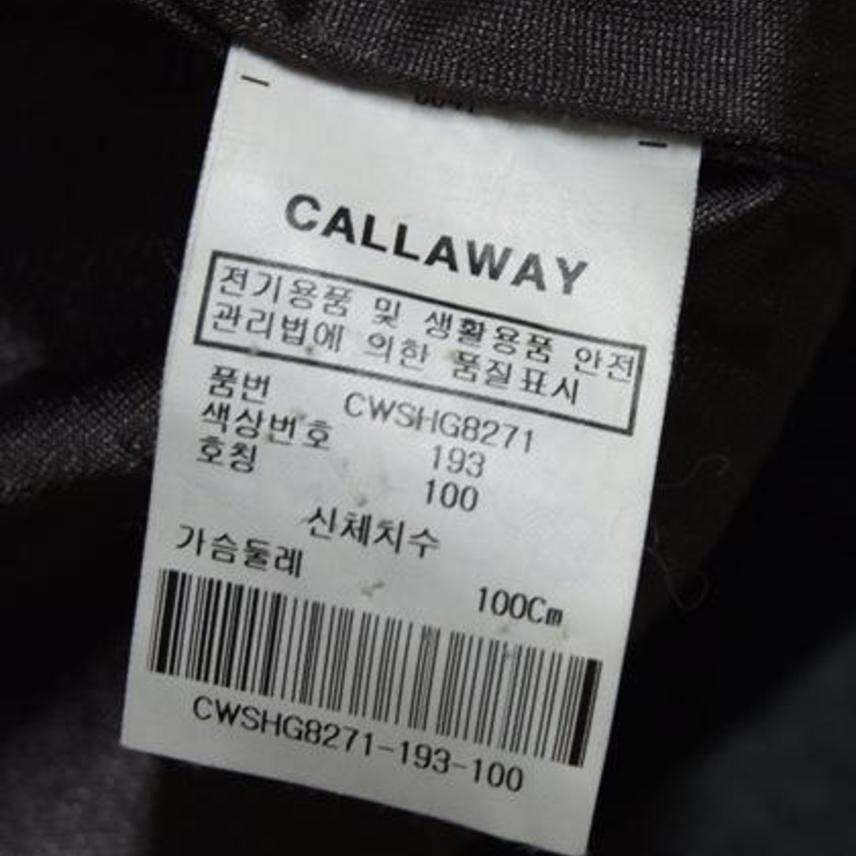 CALLAWAY
전기용품 및 생활용품 안전
관리법에 의한 품질표시
품번 CWSHG8271
색상번호 193
호칭 100
신체치수
가슴둘레 100Cm
CWSHG8271-193-100